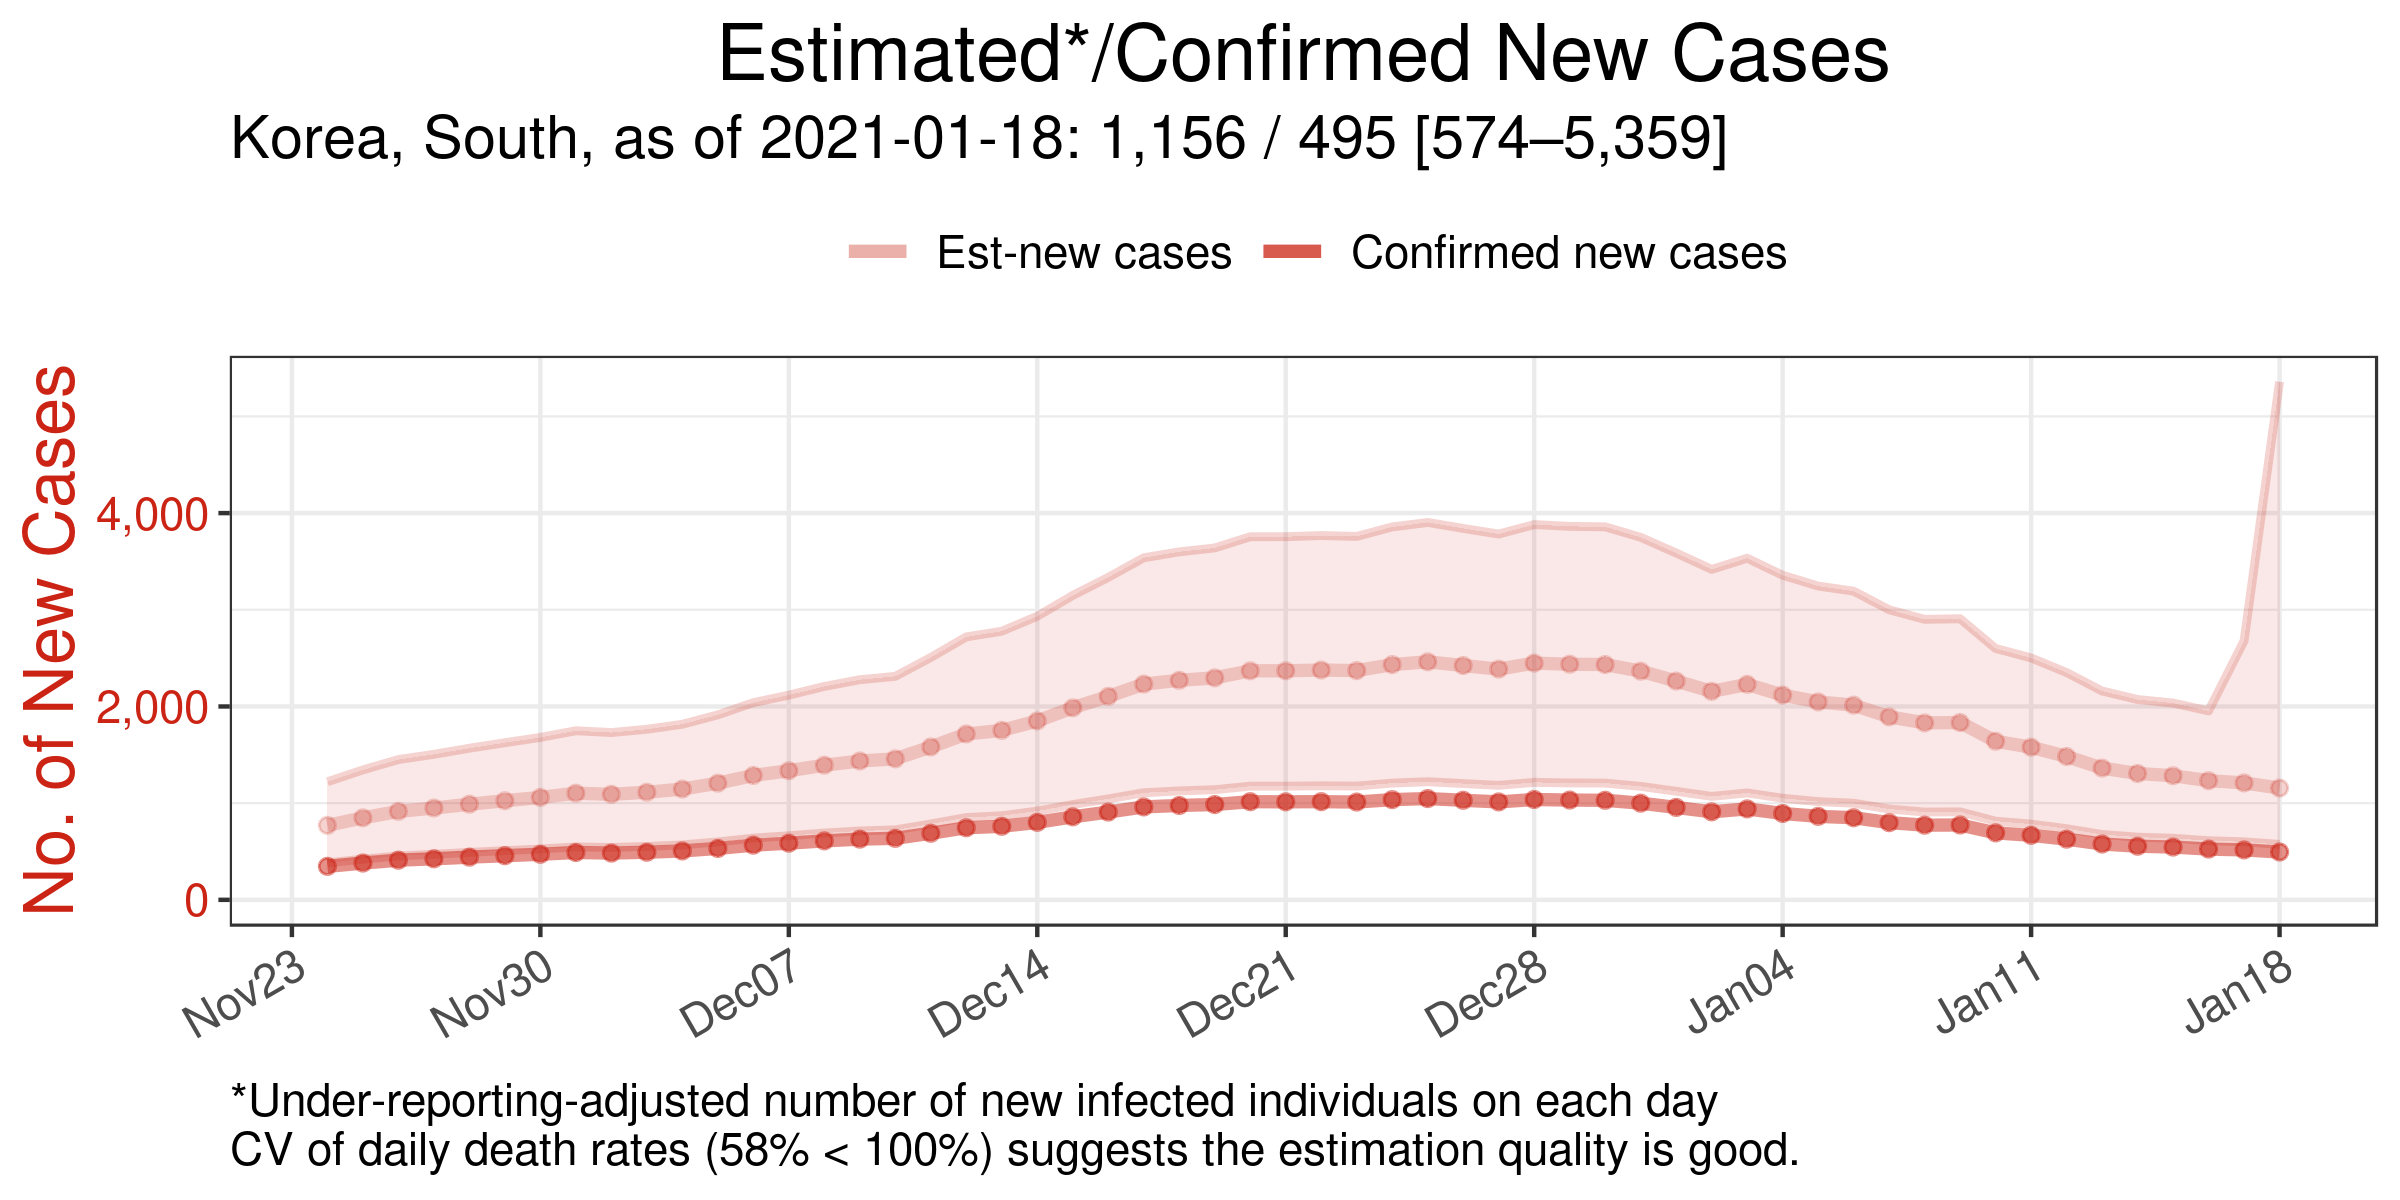 Estimated*/Confirmed New Cases
Korea, South, as of 2021-01-18: 1,156 / 495 [574–5,359]
Est-new cases Confirmed new cases
No. of New Cases
4,000
2,000
0
Nov23 Nov30 Dec07 Dec14 Dec21 Dec28 Jan04 Jan11 Jan18
*Under-reporting-adjusted number of new infected individuals on each day
CV of daily death rates (58% < 100%) suggests the estimation quality is good.